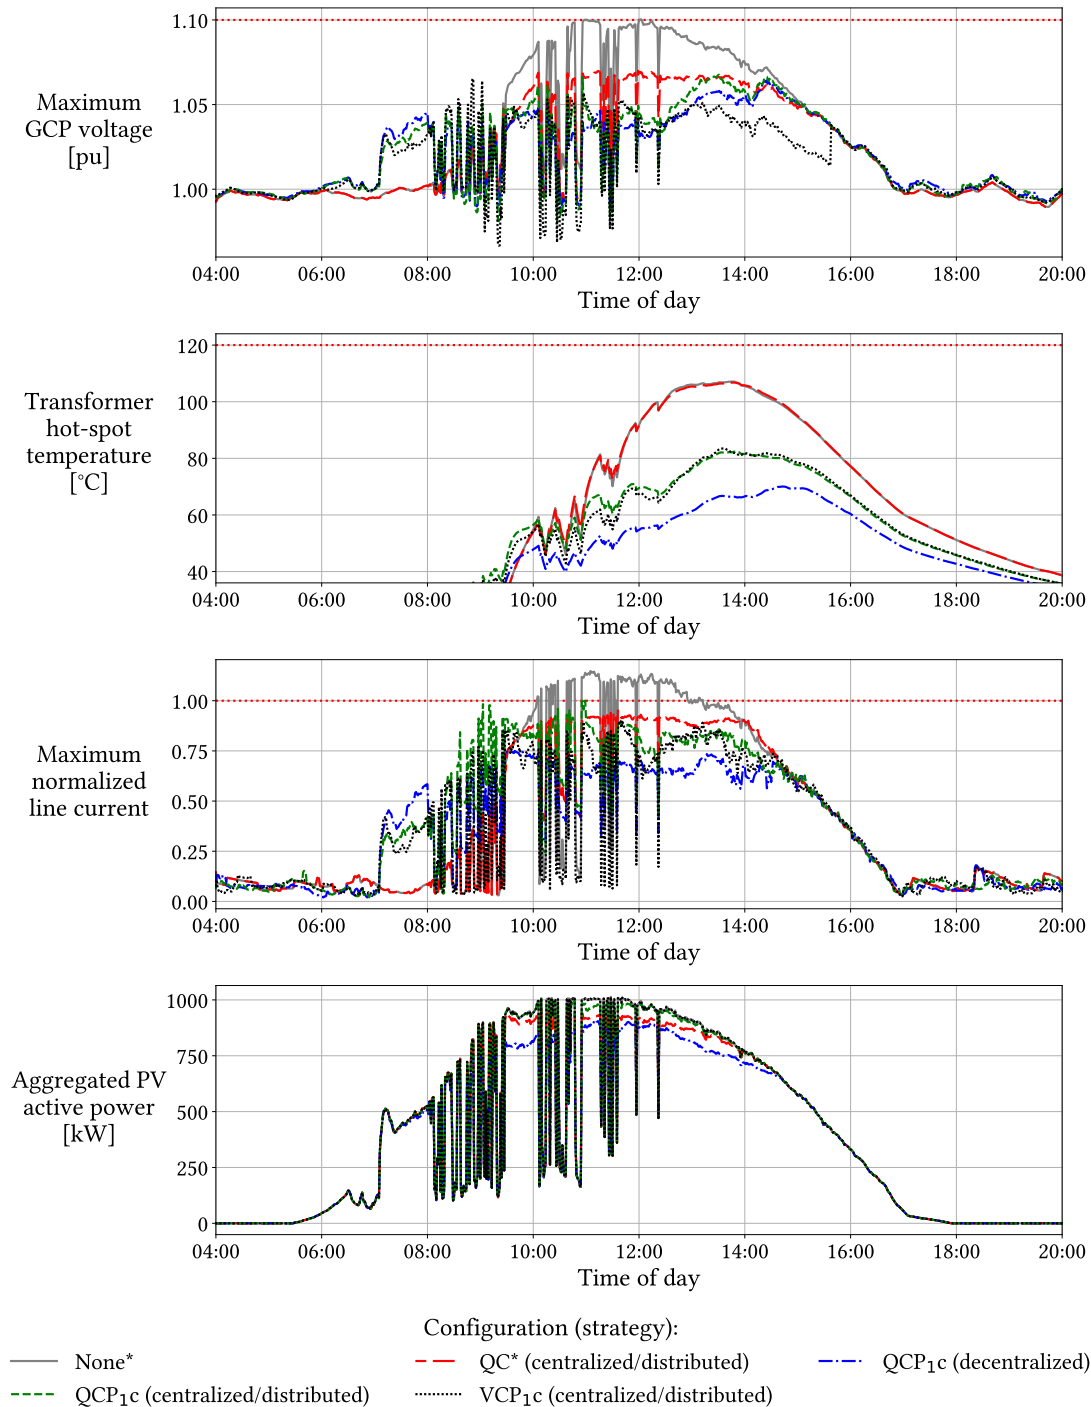 Maximum
GCP voltage
[pu]
1.10
1.05
1.00
04:00 06:00 08:00 10:00 12:00 14:00 16:00 18:00 20:00
Time of day
Transformer
hot-spot
temperature
[°C]
120
100
80
60
40
04:00 06:00 08:00 10:00 12:00 14:00 16:00 18:00 20:00
Time of day
Maximum
normalized
line current
1.00
0.75
0.50
0.25
0.00
04:00 06:00 08:00 10:00 12:00 14:00 16:00 18:00 20:00
Time of day
Aggregated PV
active power
[kW]
1000
750
500
250
0
04:00 06:00 08:00 10:00 12:00 14:00 16:00 18:00 20:00
Time of day
Configuration (strategy):
None* QC* (centralized/distributed) QCP₁c (decentralized)
QCP₁c (centralized/distributed) VCP₁c (centralized/distributed)